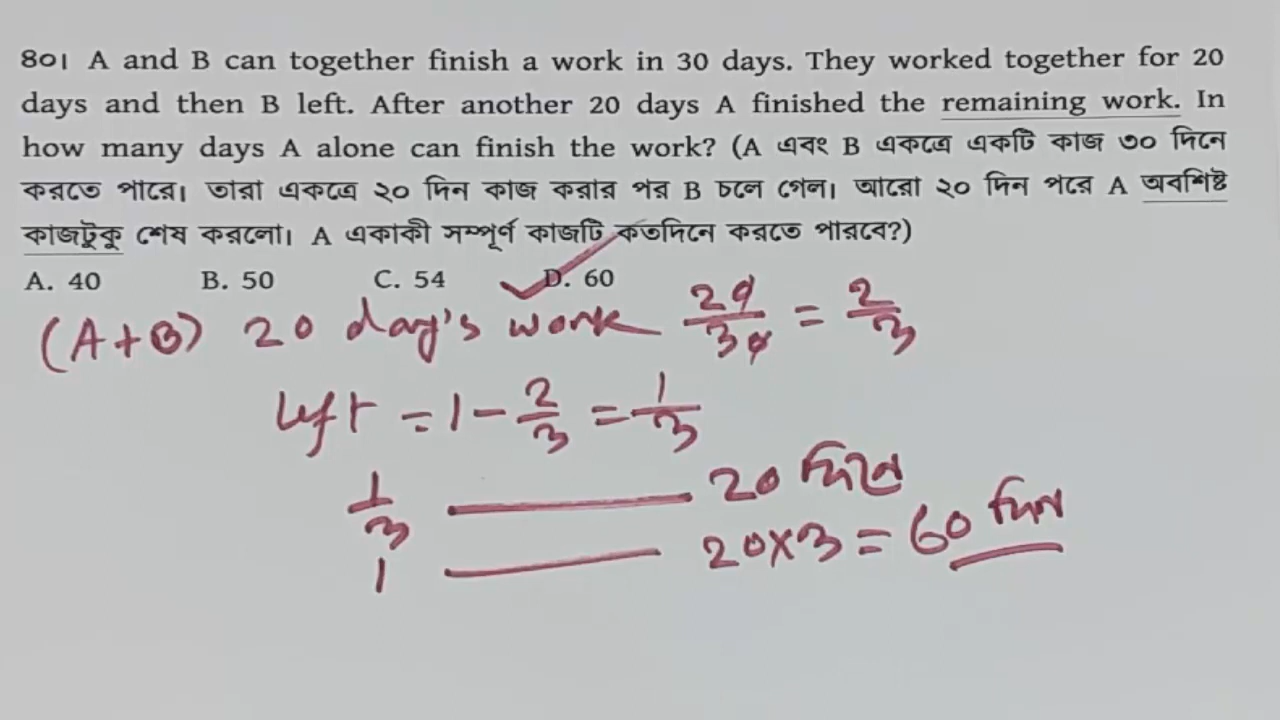 ৪০। A and B can together finish a work in 30 days. They worked together for 20
days and then B left. After another 20 days A finished the remaining work. In
how many days A alone can finish the work? (A এবং B একত্রে একটি কাজ ৩০ দিনে
করতে পারে। তারা একত্রে ২০ দিন কাজ করার পর B চলে গেল। আরো ২০ দিন পরে A অবশিষ্ট
কাজটুকু শেষ করলো। A একাকী সম্পূর্ণ কাজটি কতদিনে করতে পারবে?)
A. 40 B. 50 C. 54 D. 60
(A+B) 20 day's work 20/30 = 2/3
left = 1 - 2/3 = 1/3
1/3 — 20 দিনে
1 — 20×3 = 60 দিন